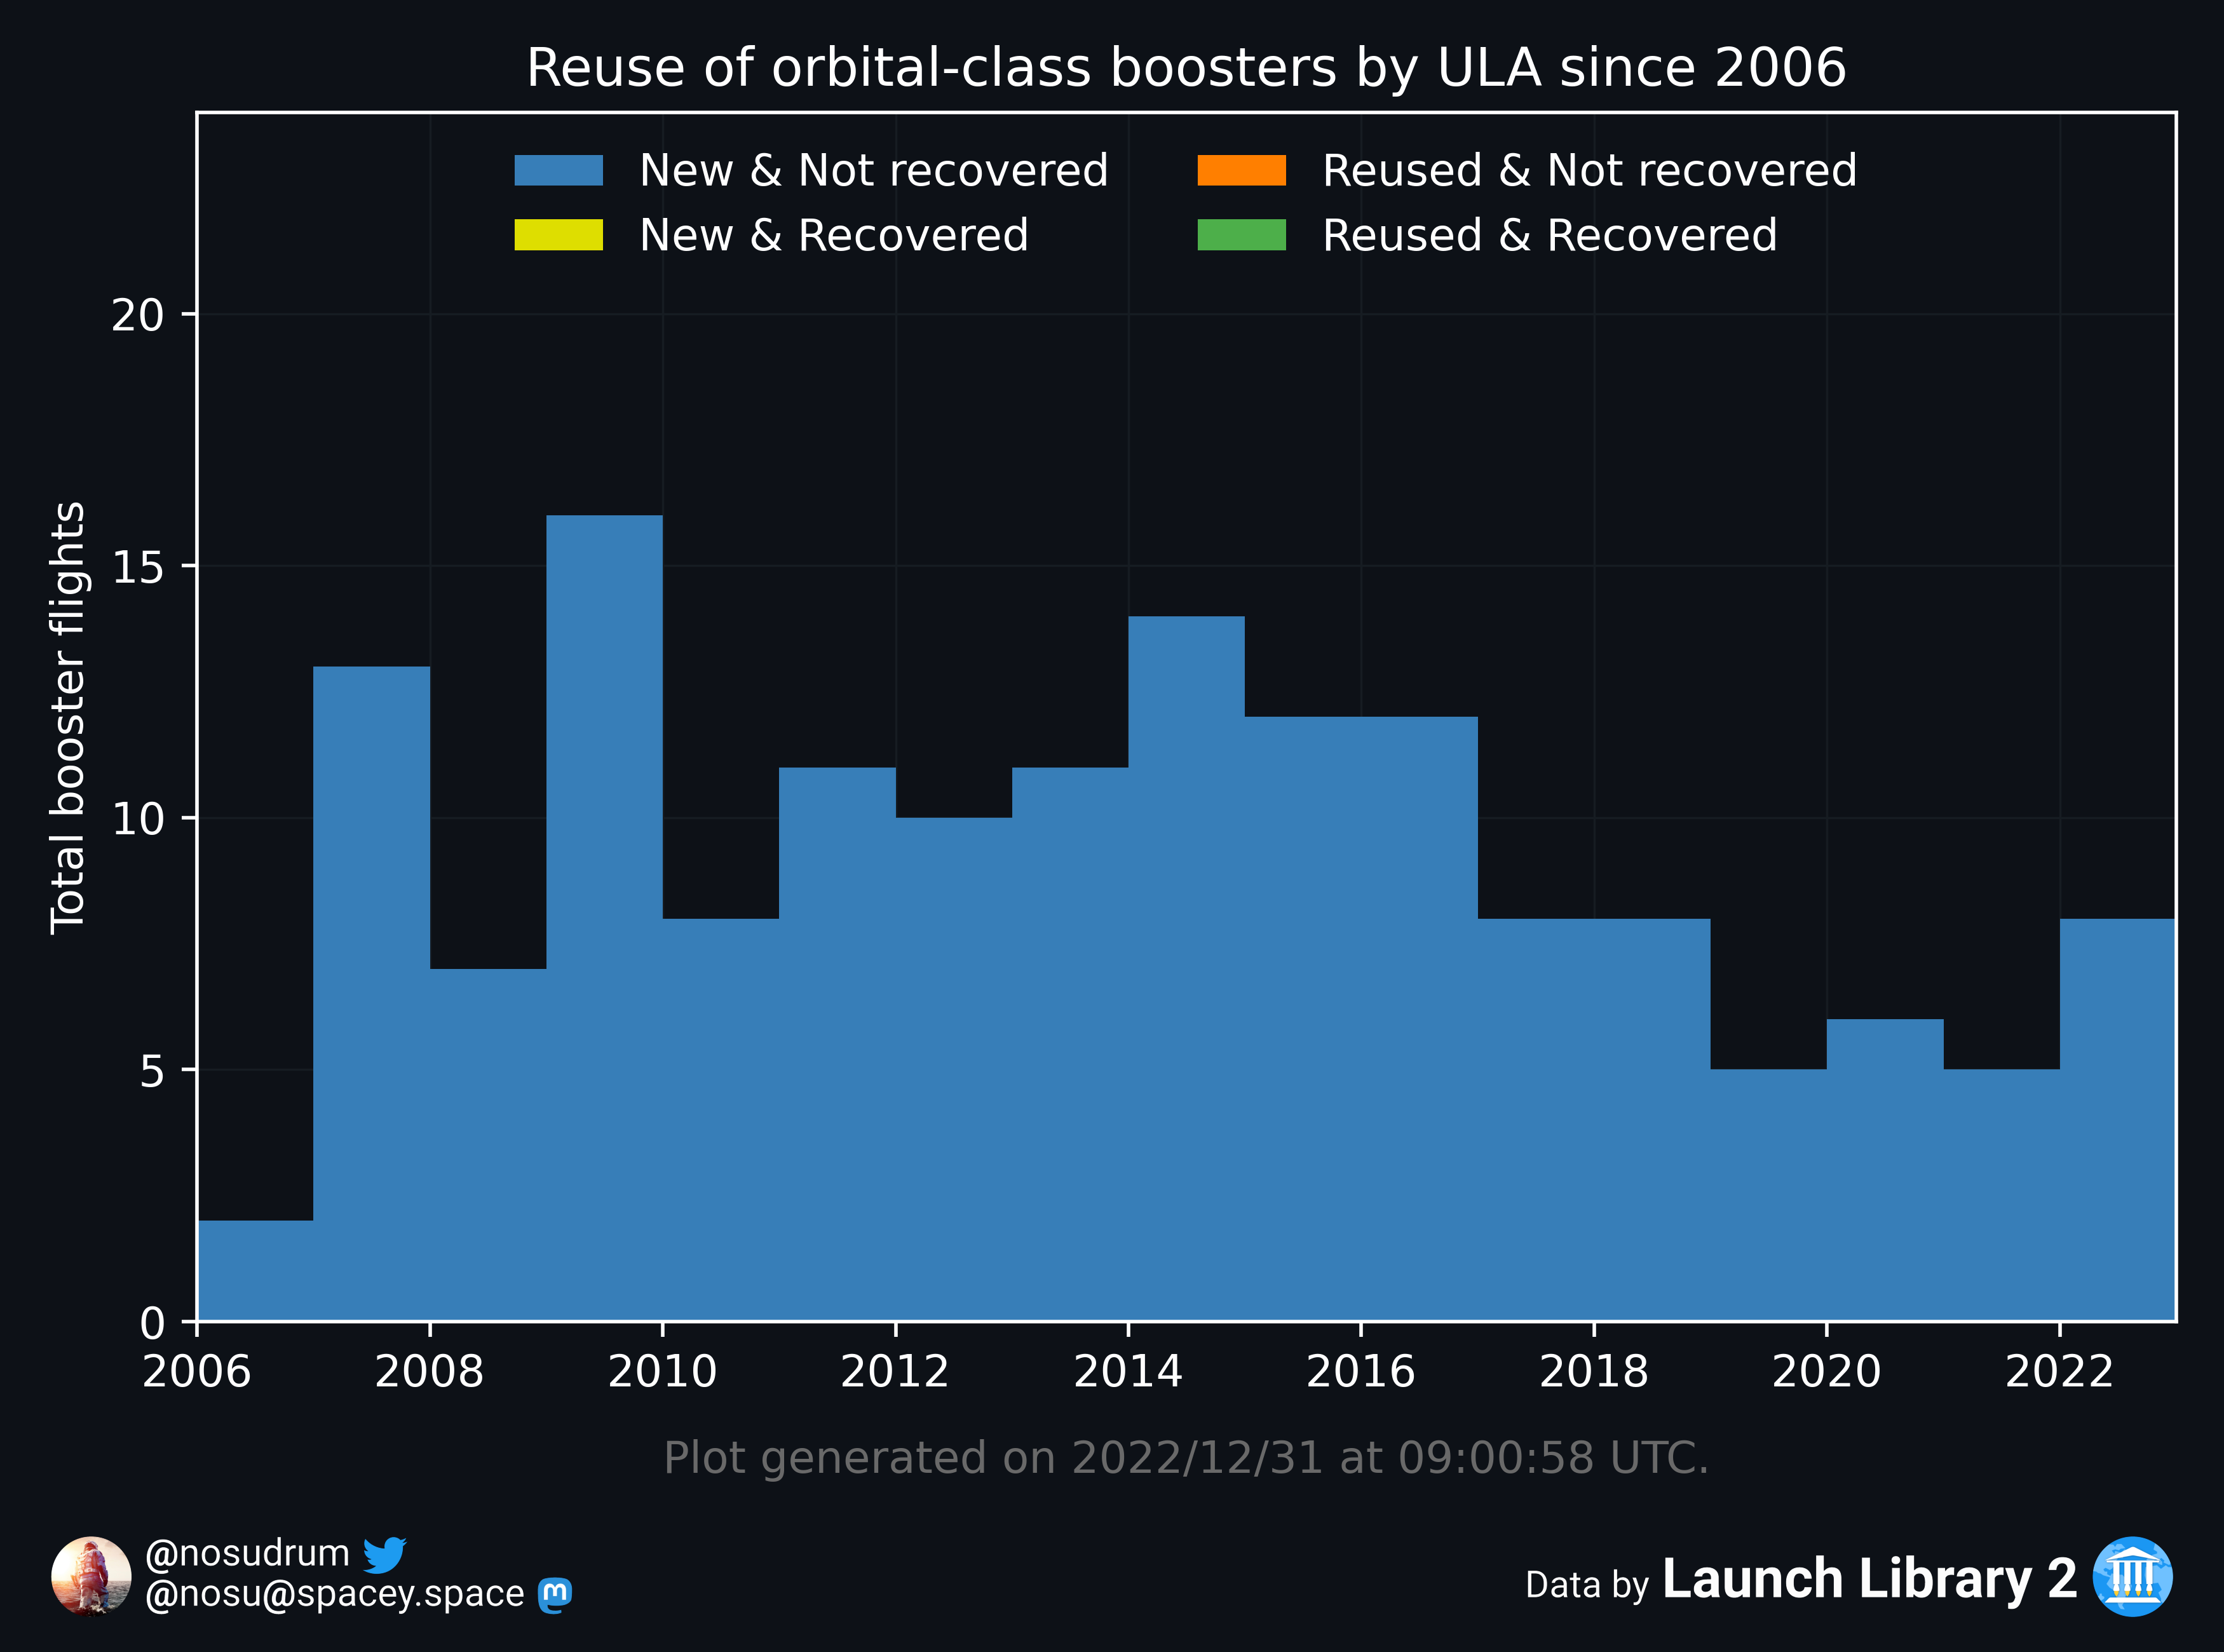 Reuse of orbital-class boosters by ULA since 2006
New & Not recovered
Reused & Not recovered
New & Recovered
Reused & Recovered
Total booster flights
20
15
10
5
0
2006 2008 2010 2012 2014 2016 2018 2020 2022
Plot generated on 2022/12/31 at 09:00:58 UTC.
@nosudrum
@nosu@spacey.space
Data by Launch Library 2